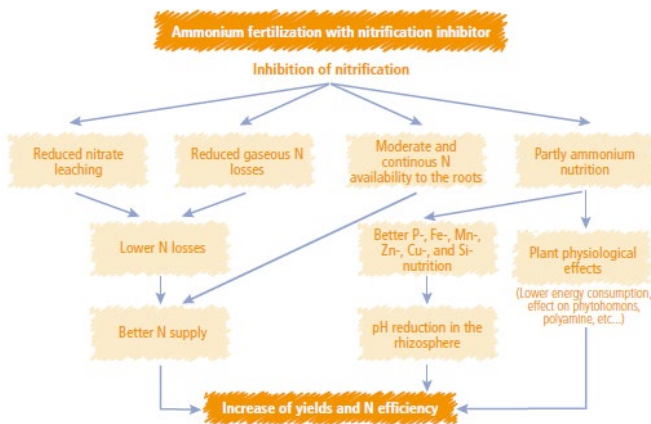 Ammonium fertilization with nitrification inhibitor
Inhibition of nitrification
Reduced nitrate
leaching
Reduced gaseous N
losses
Moderate and
continous N
availability to the roots
Partly ammonium
nutrition
Lower N losses
Better P-, Fe-, Mn-,
Zn-, Cu-, and Si-
nutrition
Plant physiological
effects
(Lower energy consumption,
effect on phytohomons,
polyamine, etc...)
Better N supply
pH reduction in the
rhizosphere
Increase of yields and N efficiency